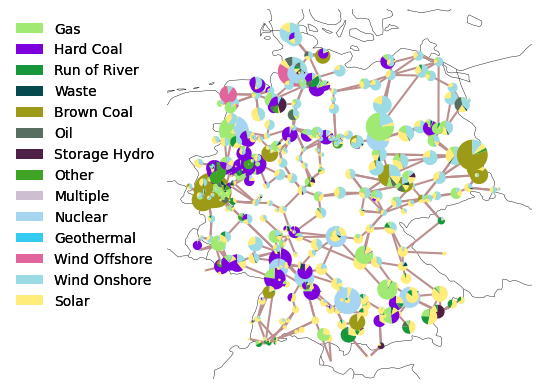 Gas
Hard Coal
Run of River
Waste
Brown Coal
Oil
Storage Hydro
Other
Multiple
Nuclear
Geothermal
Wind Offshore
Wind Onshore
Solar